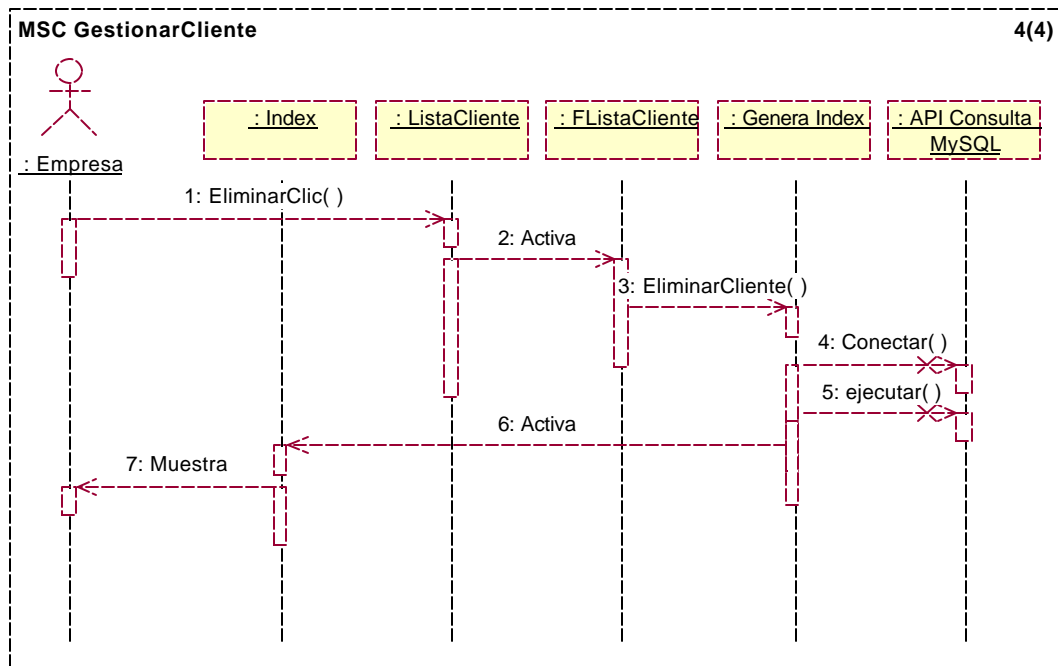 MSC GestionarCliente 4(4)
: Empresa
: Index
: ListaCliente
: FListaCliente
: Genera Index
: API Consulta
MySQL
1: EliminarClic( )
2: Activa
3: EliminarCliente( )
4: Conectar( )
5: ejecutar( )
6: Activa
7: Muestra